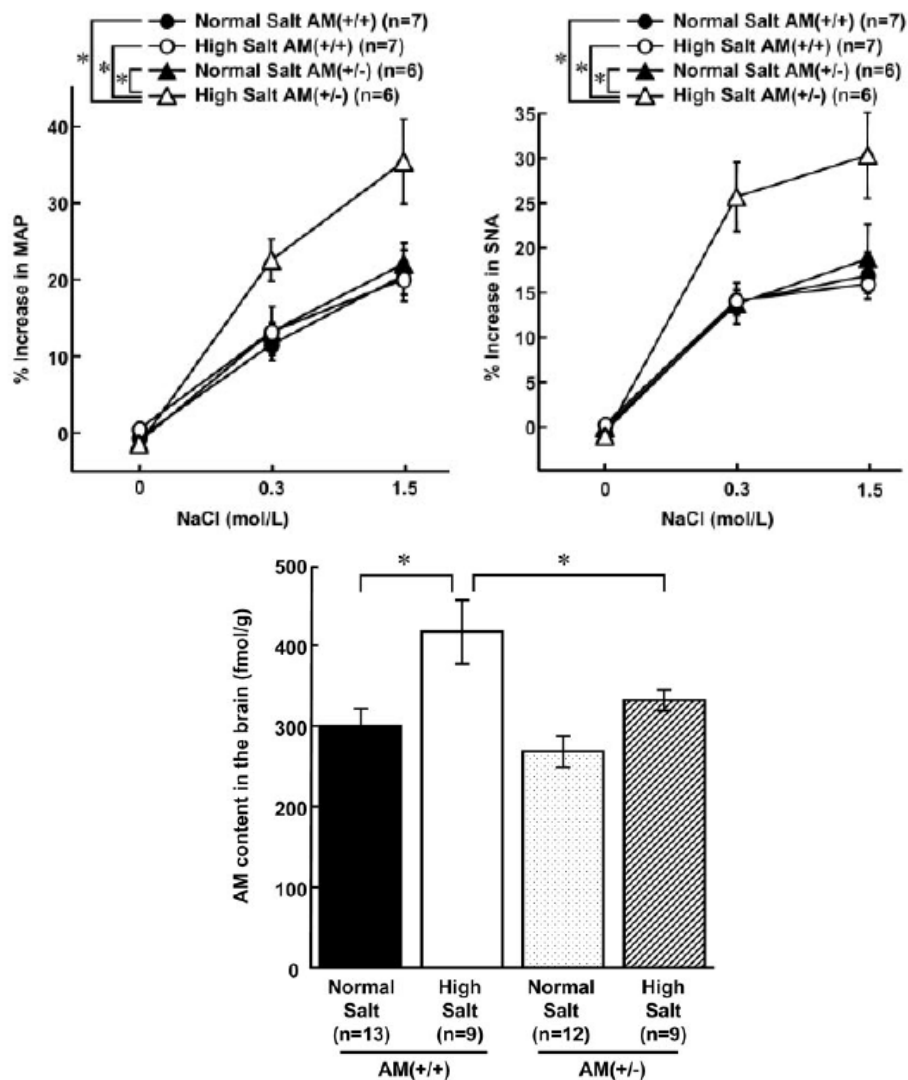 Normal Salt AM(+/+) (n=7)
High Salt AM(+/+) (n=7)
Normal Salt AM(+/-) (n=6)
High Salt AM(+/-) (n=6)
*
*
*
% Increase in MAP
40
30
20
10
0
0 0.3 1.5
NaCl (mol/L)
Normal Salt AM(+/+) (n=7)
High Salt AM(+/+) (n=7)
Normal Salt AM(+/-) (n=6)
High Salt AM(+/-) (n=6)
*
*
*
% Increase in SNA
35
30
25
20
15
10
5
0
0 0.3 1.5
NaCl (mol/L)
AM content in the brain (fmol/g)
500
400
300
200
100
0
* *
Normal Salt (n=13)
High Salt (n=9)
Normal Salt (n=12)
High Salt (n=9)
AM(+/+) AM(+/-)